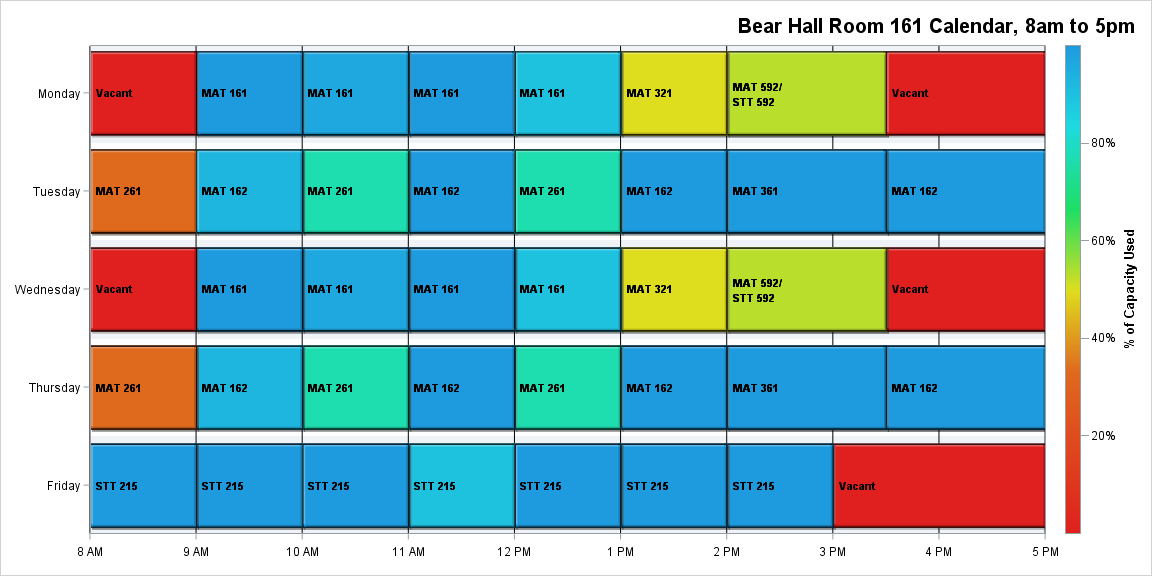 Bear Hall Room 161 Calendar, 8am to 5pm
Monday
Vacant
MAT 161
MAT 161
MAT 161
MAT 161
MAT 321
MAT 592/
STT 592
Vacant
Tuesday
MAT 261
MAT 162
MAT 261
MAT 162
MAT 261
MAT 162
MAT 361
MAT 162
Wednesday
Vacant
MAT 161
MAT 161
MAT 161
MAT 161
MAT 321
MAT 592/
STT 592
Vacant
Thursday
MAT 261
MAT 162
MAT 261
MAT 162
MAT 261
MAT 162
MAT 361
MAT 162
Friday
STT 215
STT 215
STT 215
STT 215
STT 215
STT 215
STT 215
Vacant
8 AM
9 AM
10 AM
11 AM
12 PM
1 PM
2 PM
3 PM
4 PM
5 PM
80%
60%
40%
20%
% of Capacity Used